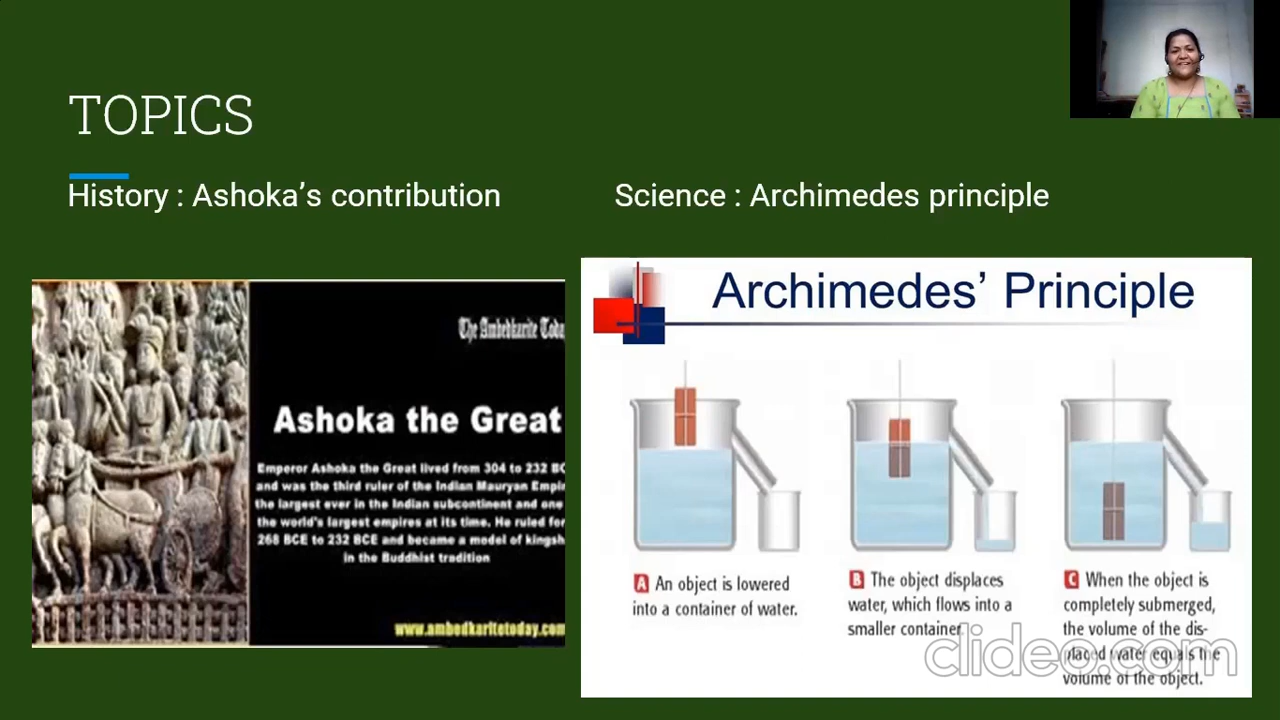 TOPICS
History : Ashoka’s contribution
Science : Archimedes principle
The Ambedkarite
Ashoka the Great
Emperor Ashoka the Great lived from 304 to 232
and was the third ruler of the Indian Mauryan
the largest ever in the Indian subcontinent and one
the world's largest empires at its time. He ruled for
268 BCE to 232 BCE and became a model of
in the Buddhist tradition
www.ambedkaritetoday.com
Archimedes’ Principle
A An object is lowered
into a container of water.
B The object displaces
water, which flows into a
smaller container.
C When the object is
completely submerged,
the volume of the dis-
placed water equals the
volume of the object.
clideo.com